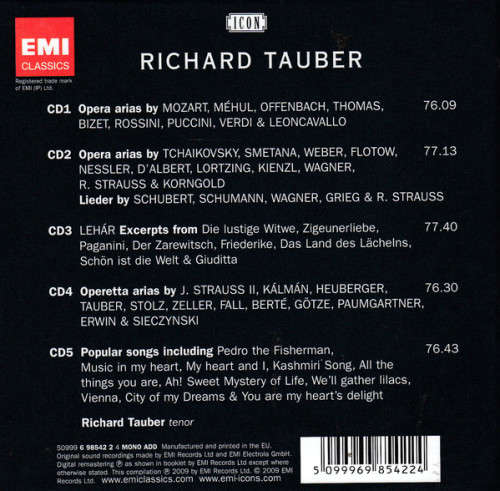 ICON
EMI
CLASSICS
Registered trade mark
of EMI (IP) Ltd.
RICHARD TAUBER
CD1 Opera arias by MOZART, MÉHUL, OFFENBACH, THOMAS, 76.09
BIZET, ROSSINI, PUCCINI, VERDI & LEONCAVALLO
CD2 Opera arias by TCHAIKOVSKY, SMETANA, WEBER, FLOTOW, 77.13
NESSLER, D'ALBERT, LORTZING, KIENZL, WAGNER,
R. STRAUSS & KORNGOLD
Lieder by SCHUBERT, SCHUMANN, WAGNER, GRIEG & R. STRAUSS
CD3 LEHÁR Excerpts from Die lustige Witwe, Zigeunerliebe, 77.40
Paganini, Der Zarewitsch, Friederike, Das Land des Lächelns,
Schön ist die Welt & Giuditta
CD4 Operetta arias by J. STRAUSS II, KÁLMÁN, HEUBERGER, 76.30
TAUBER, STOLZ, ZELLER, FALL, BERTÉ, GÖTZE, PAUMGARTNER,
ERWIN & SIECZYNSKI
CD5 Popular songs including Pedro the Fisherman, 76.43
Music in my heart, My heart and I, Kashmiri Song, All the
things you are, Ah! Sweet Mystery of Life, We'll gather lilacs,
Vienna, City of my Dreams & You are my heart's delight
Richard Tauber tenor
50999 6 98542 2 4 MONO ADD Manufactured and printed in the EU.
Original sound recordings made by EMI Records Ltd and EMI Electrola GmbH.
Digital remastering ℗ as shown in booklet by EMI Records Ltd except where
otherwise stated. This compilation ℗ 2009 by EMI Records Ltd. © 2009 EMI
Records Ltd. www.emiclassics.com www.emi-icons.com
5 099969 854224